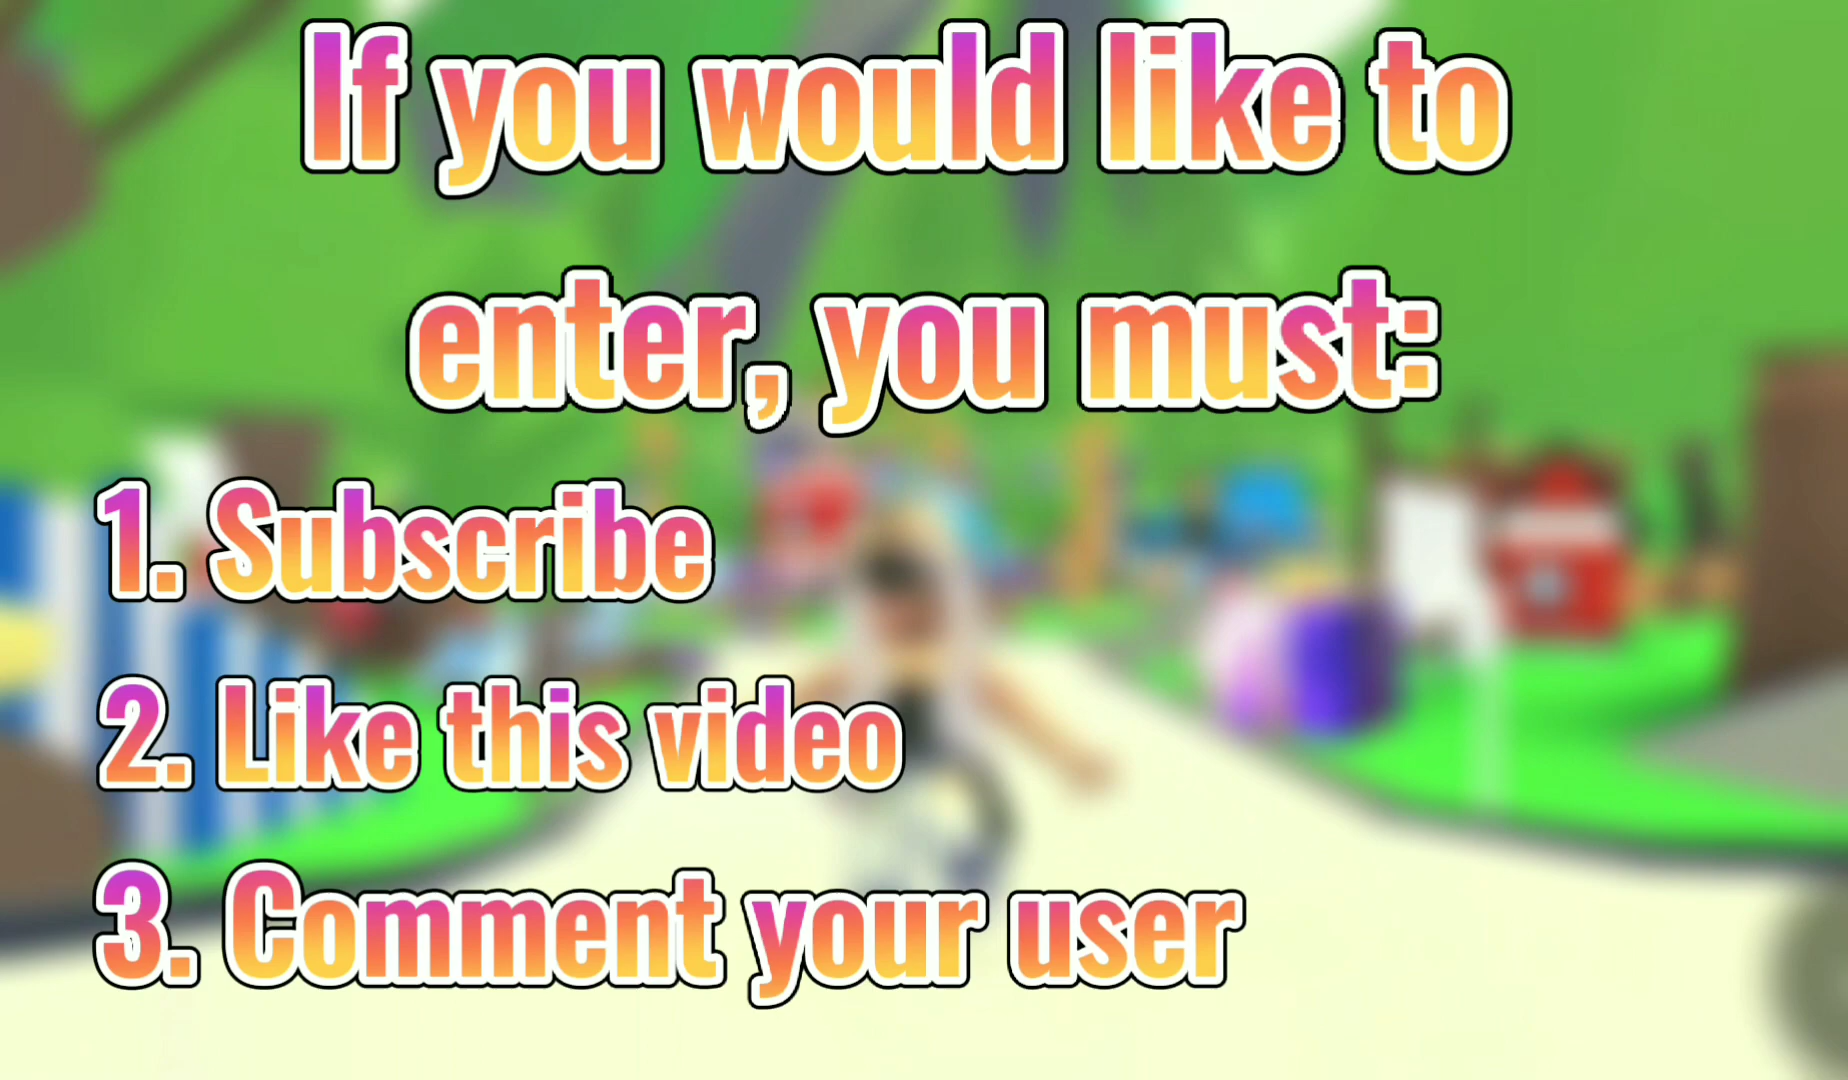 If you would like to
enter, you must:
1. Subscribe
2. Like this video
3. Comment your user